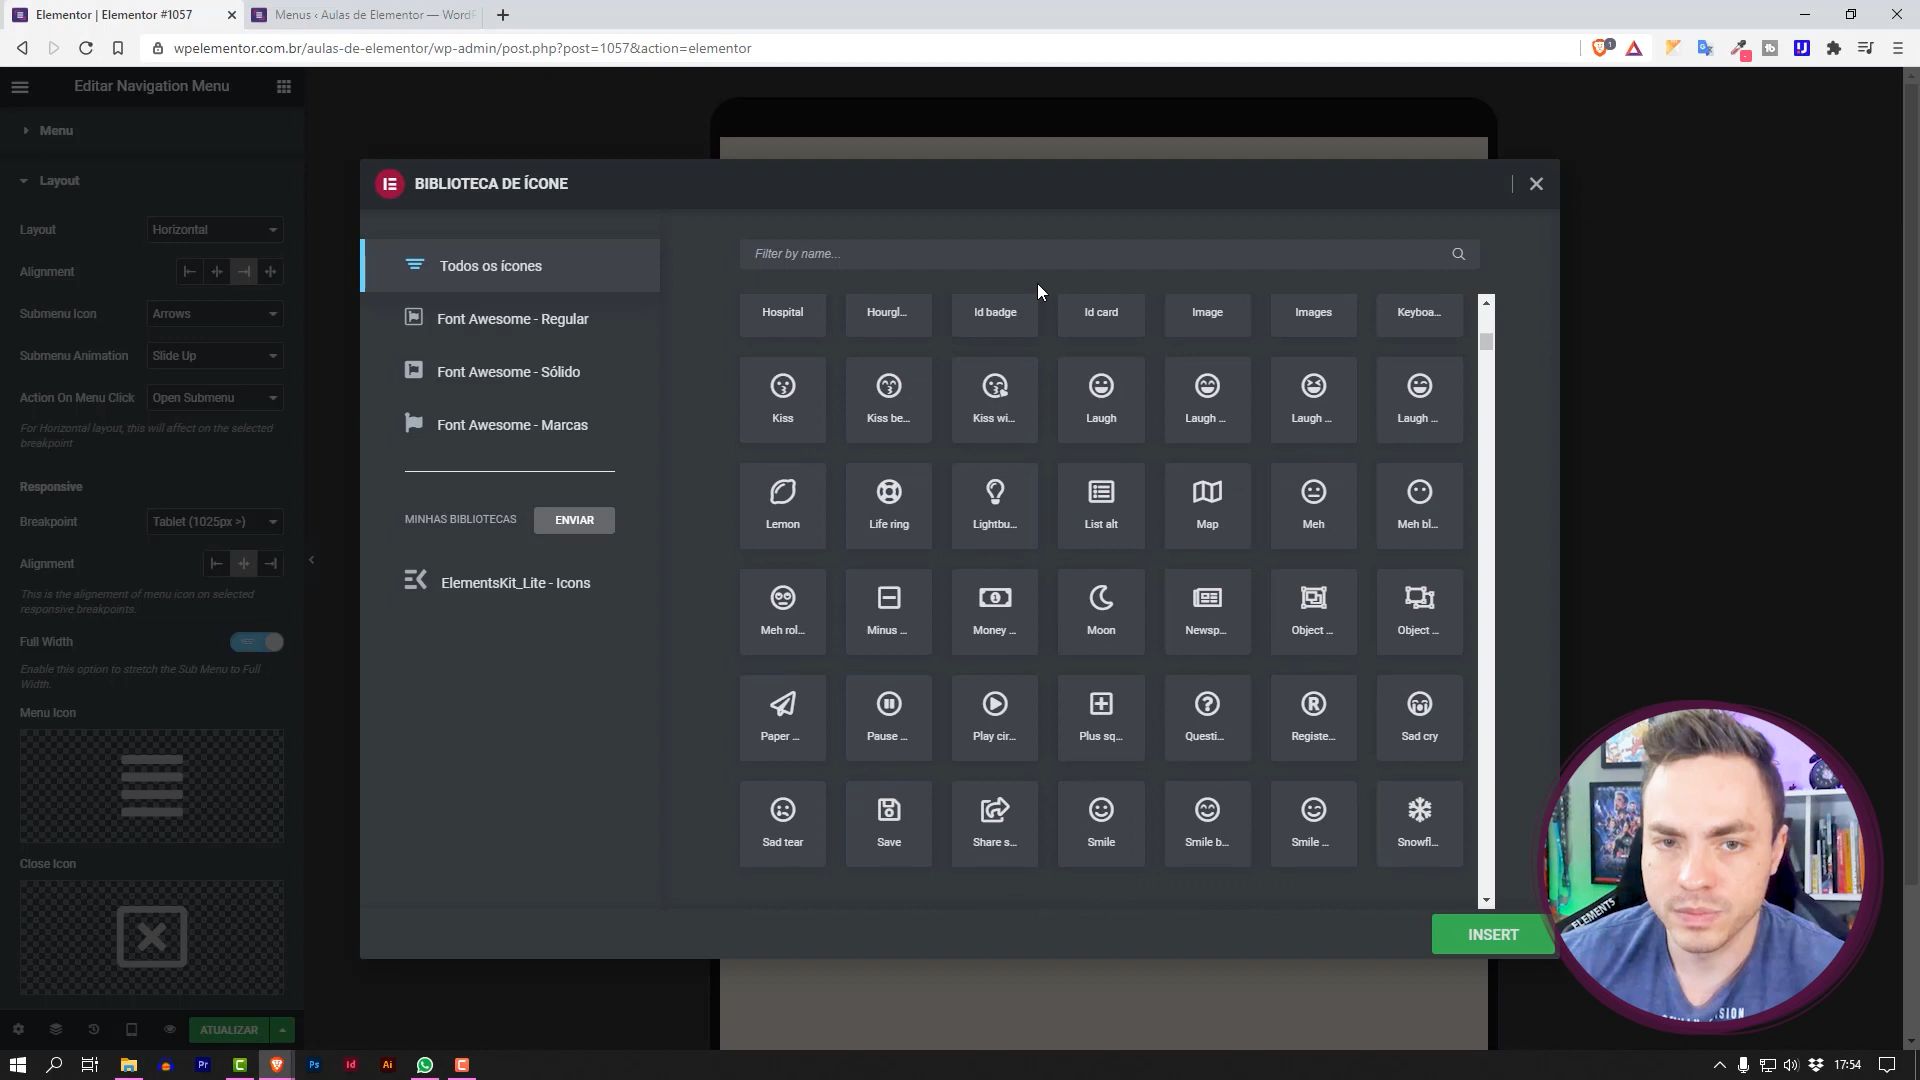 Elementor | Elementor #1057
Menus ‹ Aulas de Elementor — WordP
wpelementor.com.br/aulas-de-elementor/wp-admin/post.php?post=1057&action=elementor
Editar Navigation Menu
Menu
Layout
Layout
Horizontal
Alignment
Submenu Icon
Arrows
Submenu Animation
Slide Up
Action On Menu Click
Open Submenu
For Horizontal layout, this will affect on the selected
breakpoint
Responsive
Breakpoint
Tablet (1025px >)
Alignment
This is the alignement of menu icon on selected
responsive breakpoints.
Full Width
YES
Enable this option to stretch the Sub Menu to Full
Width.
Menu Icon
Close Icon
ATUALIZAR
BIBLIOTECA DE ÍCONE
Todos os ícones
Font Awesome - Regular
Font Awesome - Sólido
Font Awesome - Marcas
MINHAS BIBLIOTECAS
ENVIAR
ElementsKit_Lite - Icons
Filter by name...
Hospital Hourgl... Id badge Id card Image Images Keyboa...
Kiss Kiss be... Kiss wi... Laugh Laugh ... Laugh ... Laugh ...
Lemon Life ring Lightbu... List alt Map Meh Meh bl...
Meh rol... Minus ... Money ... Moon Newsp... Object ... Object ...
Paper ... Pause ... Play cir... Plus sq... Questi... Registe... Sad cry
Sad tear Save Share s... Smile Smile b... Smile ... Snowfl...
INSERT
ELEMENTS
Pr
Ps
Id
Ai
17:54